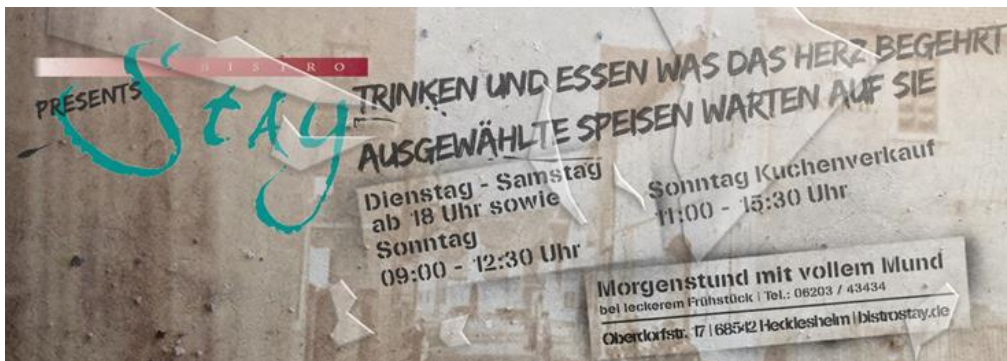 BISTRO
PRESENTS
Stay
TRINKEN UND ESSEN WAS DAS HERZ BEGEHRT
AUSGEWÄHLTE SPEISEN WARTEN AUF SIE
Dienstag - Samstag
ab 18 Uhr sowie
Sonntag
09:00 - 12:30 Uhr
Sonntag Kuchenverkauf
11:00 - 15:30 Uhr
Morgenstund mit vollem Mund
bei leckerem Frühstück | Tel.: 06203 / 43434
Oberdorfstr. 17 | 68542 Heddesheim | bistrostay.de